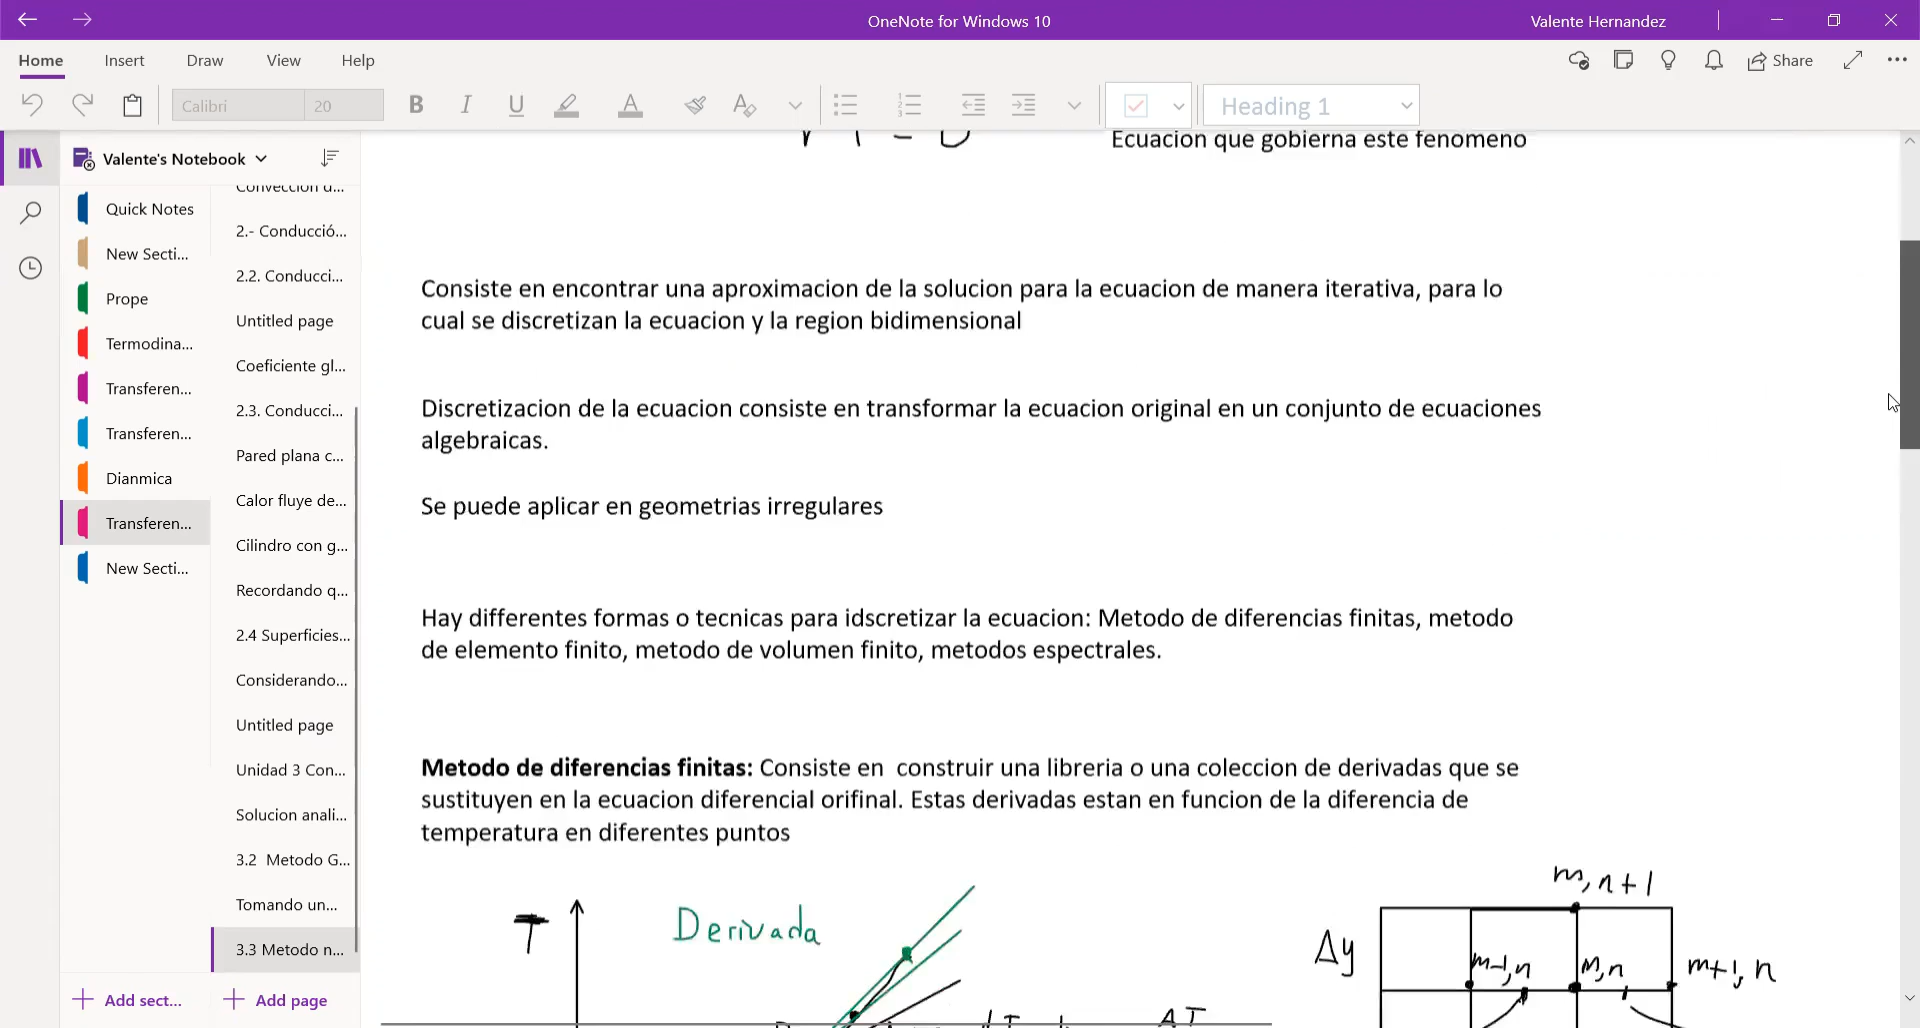 OneNote for Windows 10
Valente Hernandez
Home
Insert
Draw
View
Help
Share
Calibri
20
B
I
U
A
Heading 1
Valente's Notebook
Quick Notes
New Secti...
Prope
Termodina...
Transferen...
Transferen...
Dianmica
Transferen...
New Secti...
Add sect...
Convección d...
2.- Conducció...
2.2. Conducci...
Untitled page
Coeficiente gl...
2.3. Conducci...
Pared plana c...
Calor fluye de...
Cilindro con g...
Recordando q...
2.4 Superficies...
Considerando...
Untitled page
Unidad 3 Con...
Solucion anali...
3.2 Metodo G...
Tomando un...
3.3 Metodo n...
Add page
Ecuacion que gobierna este fenomeno
Consiste en encontrar una aproximacion de la solucion para la ecuacion de manera iterativa, para lo
cual se discretizan la ecuacion y la region bidimensional
Discretizacion de la ecuacion consiste en transformar la ecuacion original en un conjunto de ecuaciones
algebraicas.
Se puede aplicar en geometrias irregulares
Hay differentes formas o tecnicas para idscretizar la ecuacion: Metodo de diferencias finitas, metodo
de elemento finito, metodo de volumen finito, metodos espectrales.
Metodo de diferencias finitas: Consiste en construir una libreria o una coleccion de derivadas que se
sustituyen en la ecuacion diferencial orifinal. Estas derivadas estan en funcion de la diferencia de
temperatura en diferentes puntos
T
Derivada
m, n+1
Δy
m-1, n
m, n
m+1, n
ΔT